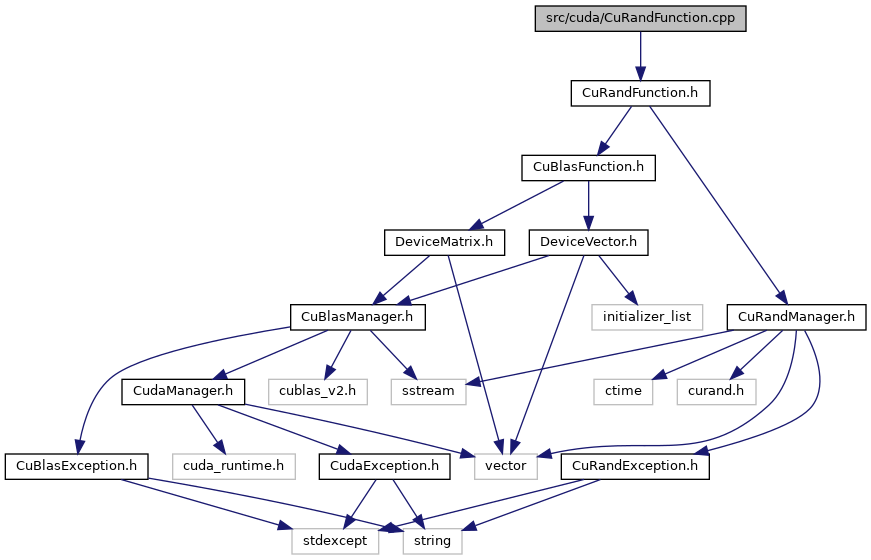 src/cuda/CuRandFunction.cpp
CuRandFunction.h
CuBlasFunction.h
DeviceMatrix.h
DeviceVector.h
CuBlasManager.h
initializer_list
CuRandManager.h
CudaManager.h
cublas_v2.h
sstream
ctime
curand.h
CuBlasException.h
cuda_runtime.h
CudaException.h
vector
CuRandException.h
stdexcept
string